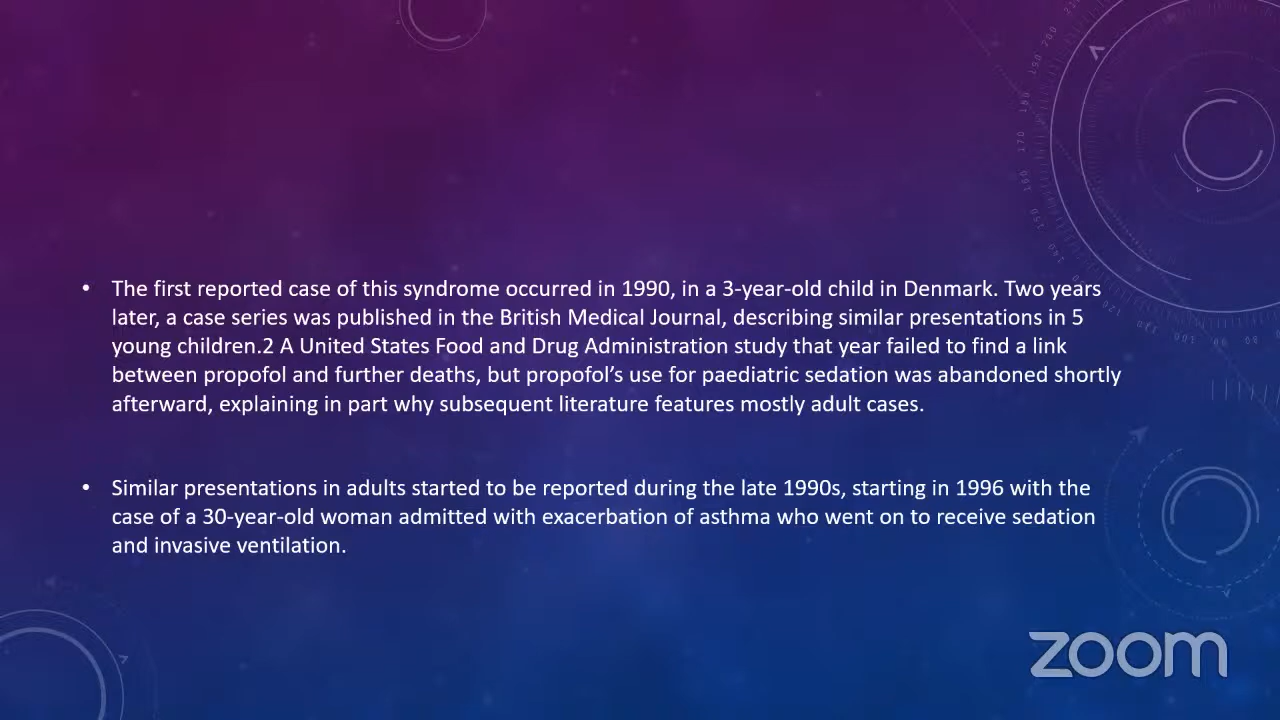 • The first reported case of this syndrome occurred in 1990, in a 3-year-old child in Denmark. Two years
later, a case series was published in the British Medical Journal, describing similar presentations in 5
young children.2 A United States Food and Drug Administration study that year failed to find a link
between propofol and further deaths, but propofol’s use for paediatric sedation was abandoned shortly
afterward, explaining in part why subsequent literature features mostly adult cases.
• Similar presentations in adults started to be reported during the late 1990s, starting in 1996 with the
case of a 30-year-old woman admitted with exacerbation of asthma who went on to receive sedation
and invasive ventilation.
zoom